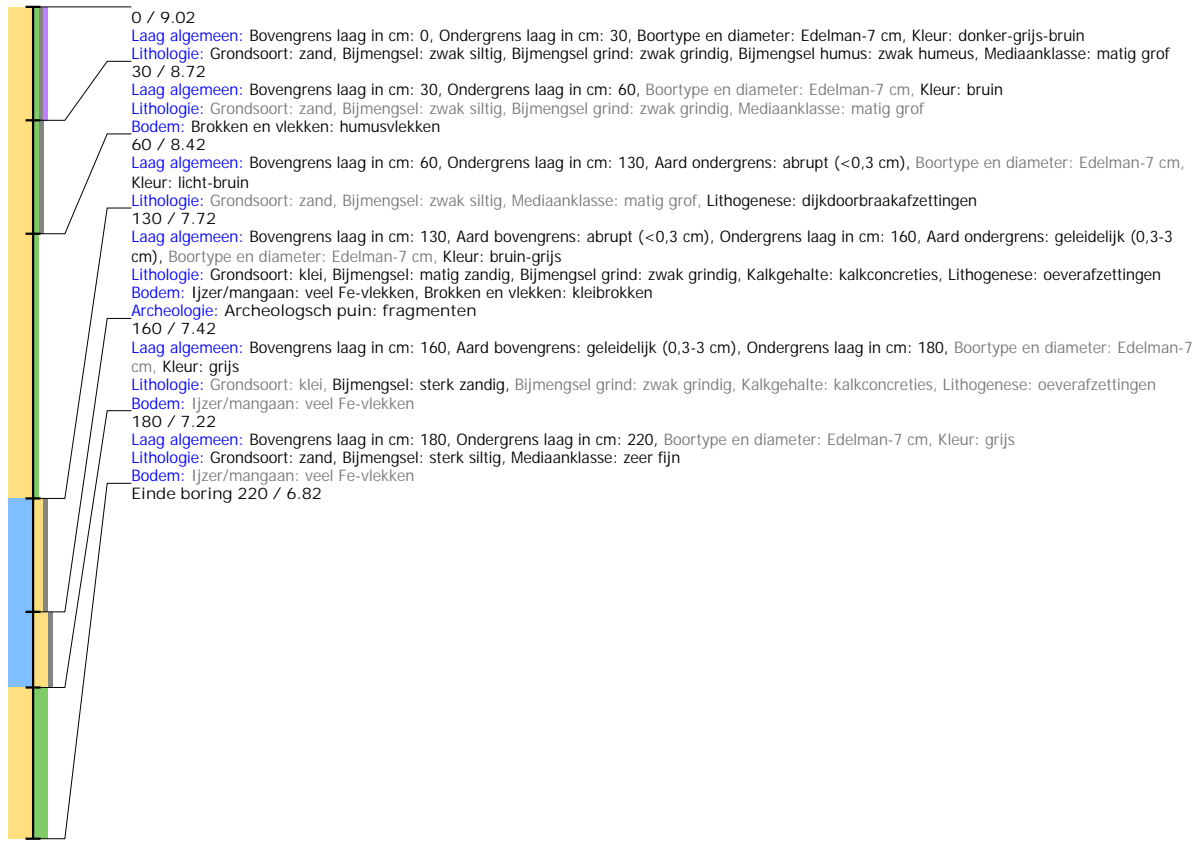 0 / 9.02
Laag algemeen: Bovengrens laag in cm: 0, Ondergrens laag in cm: 30, Boortype en diameter: Edelman-7 cm, Kleur: donker-grijs-bruin
Lithologie: Grondsoort: zand, Bijmengsel: zwak siltig, Bijmengsel grind: zwak grindig, Bijmengsel humus: zwak humeus, Mediaanklasse: matig grof
30 / 8.72
Laag algemeen: Bovengrens laag in cm: 30, Ondergrens laag in cm: 60, Boortype en diameter: Edelman-7 cm, Kleur: bruin
Lithologie: Grondsoort: zand, Bijmengsel: zwak siltig, Bijmengsel grind: zwak grindig, Mediaanklasse: matig grof
Bodem: Brokken en vlekken: humusvlekken
60 / 8.42
Laag algemeen: Bovengrens laag in cm: 60, Ondergrens laag in cm: 130, Aard ondergrens: abrupt (<0,3 cm), Boortype en diameter: Edelman-7 cm,
Kleur: licht-bruin
Lithologie: Grondsoort: zand, Bijmengsel: zwak siltig, Mediaanklasse: matig grof, Lithogenese: dijkdoorbraakafzettingen
130 / 7.72
Laag algemeen: Bovengrens laag in cm: 130, Aard bovengrens: abrupt (<0,3 cm), Ondergrens laag in cm: 160, Aard ondergrens: geleidelijk (0,3-3
cm), Boortype en diameter: Edelman-7 cm, Kleur: bruin-grijs
Lithologie: Grondsoort: klei, Bijmengsel: matig zandig, Bijmengsel grind: zwak grindig, Kalkgehalte: kalkconcreties, Lithogenese: oeverafzettingen
Bodem: Ijzer/mangaan: veel Fe-vlekken, Brokken en vlekken: kleibrokken
Archeologie: Archeologsch puin: fragmenten
160 / 7.42
Laag algemeen: Bovengrens laag in cm: 160, Aard bovengrens: geleidelijk (0,3-3 cm), Ondergrens laag in cm: 180, Boortype en diameter: Edelman-7
cm, Kleur: grijs
Lithologie: Grondsoort: klei, Bijmengsel: sterk zandig, Bijmengsel grind: zwak grindig, Kalkgehalte: kalkconcreties, Lithogenese: oeverafzettingen
Bodem: Ijzer/mangaan: veel Fe-vlekken
180 / 7.22
Laag algemeen: Bovengrens laag in cm: 180, Ondergrens laag in cm: 220, Boortype en diameter: Edelman-7 cm, Kleur: grijs
Lithologie: Grondsoort: zand, Bijmengsel: sterk siltig, Mediaanklasse: zeer fijn
Bodem: Ijzer/mangaan: veel Fe-vlekken
Einde boring 220 / 6.82